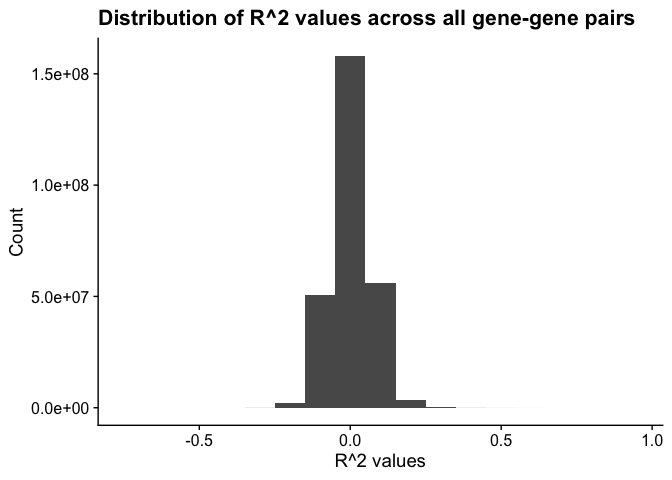 Distribution of R^2 values across all gene-gene pairs
Count
1.5e+08
1.0e+08
5.0e+07
0.0e+00
-0.5
0.0
0.5
1.0
R^2 values